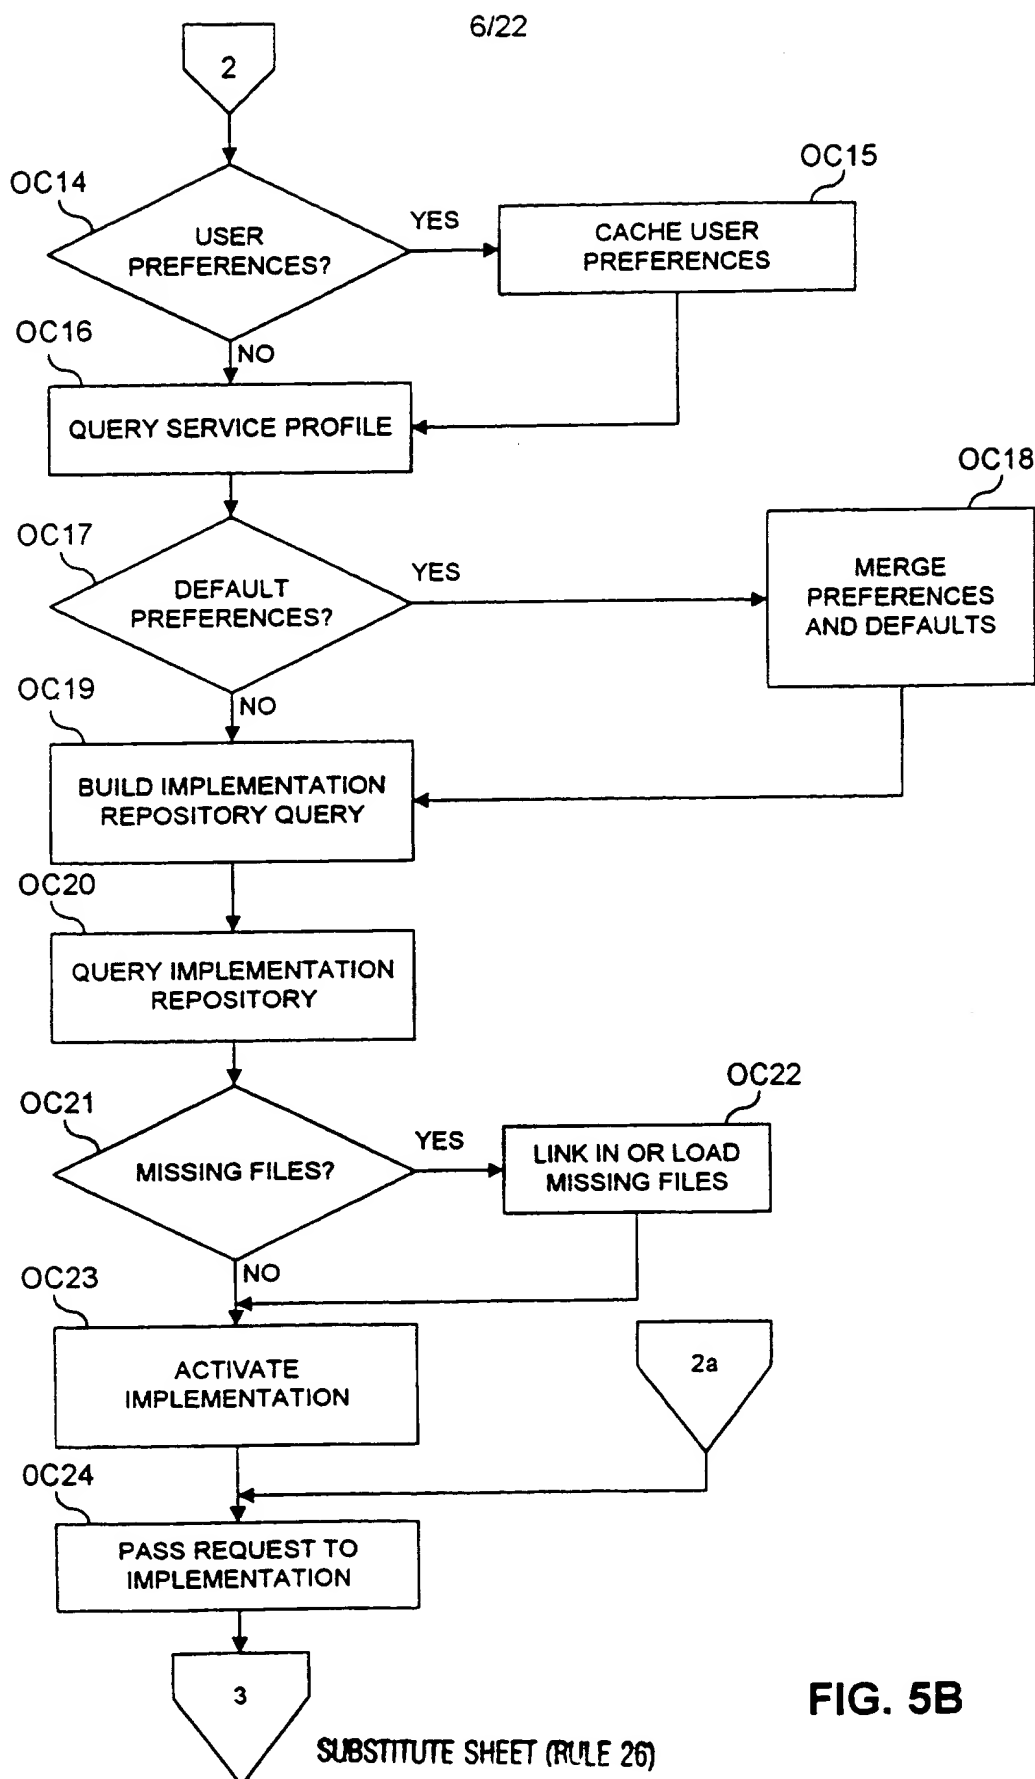 6/22
2
OC14
OC15
USER
PREFERENCES?
YES
CACHE USER
PREFERENCES
NO
OC16
QUERY SERVICE PROFILE
OC17
OC18
DEFAULT
PREFERENCES?
YES
MERGE
PREFERENCES
AND DEFAULTS
NO
OC19
BUILD IMPLEMENTATION
REPOSITORY QUERY
OC20
QUERY IMPLEMENTATION
REPOSITORY
OC21
OC22
MISSING FILES?
YES
LINK IN OR LOAD
MISSING FILES
NO
OC23
ACTIVATE
IMPLEMENTATION
2a
0C24
PASS REQUEST TO
IMPLEMENTATION
3
FIG. 5B
SUBSTITUTE SHEET (RULE 26)